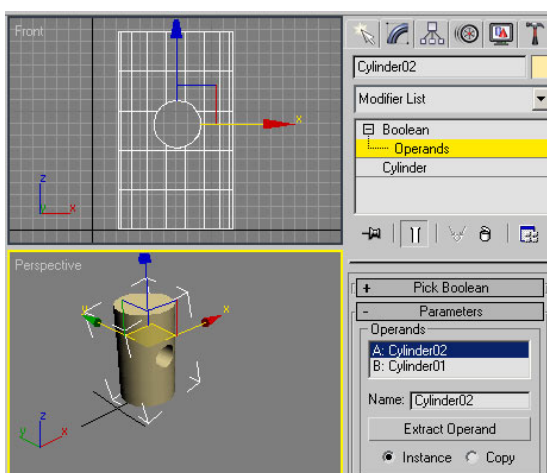 Front
x
z
x
Perspective
z
y
x
z
y
x
Cylinder02
Modifier List
Boolean
Operands
Cylinder
+ Pick Boolean
- Parameters
Operands
A: Cylinder02
B: Cylinder01
Name: Cylinder02
Extract Operand
Instance Copy